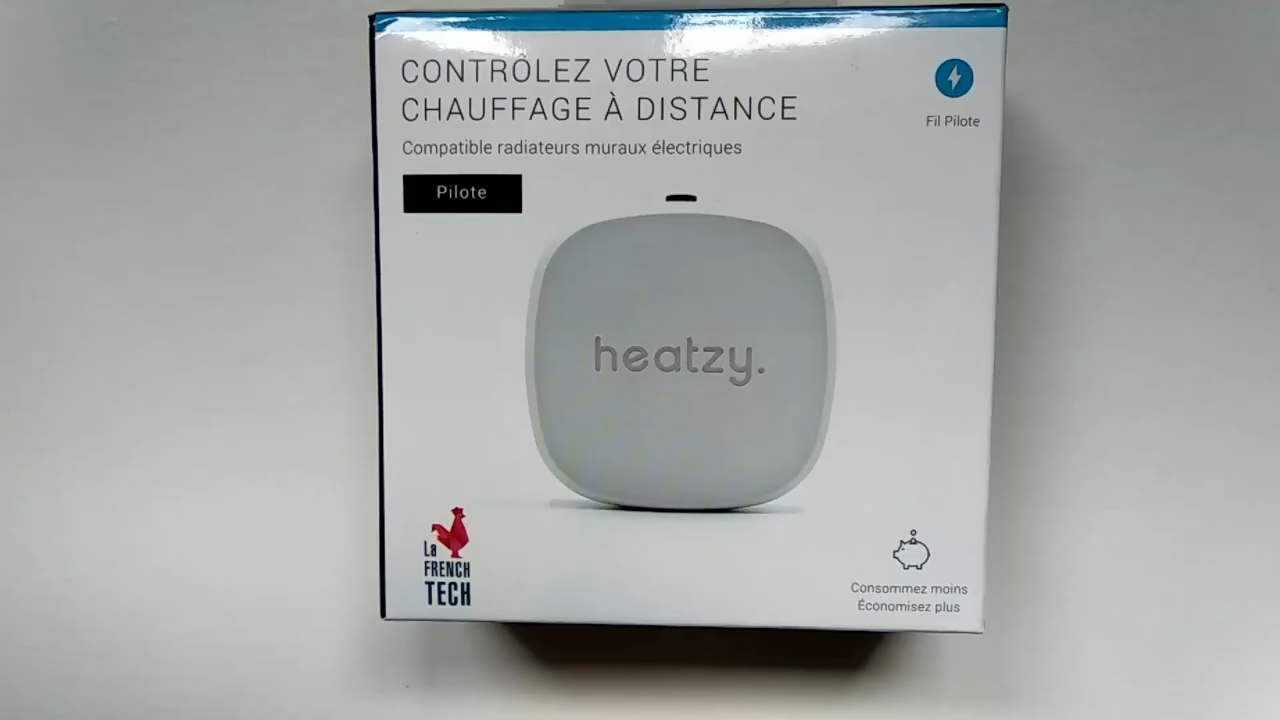 CONTRÔLEZ VOTRE
CHAUFFAGE À DISTANCE
Compatible radiateurs muraux électriques
Pilote
Fil Pilote
heatzy.
La
FRENCH
TECH
Consommez moins
Économisez plus